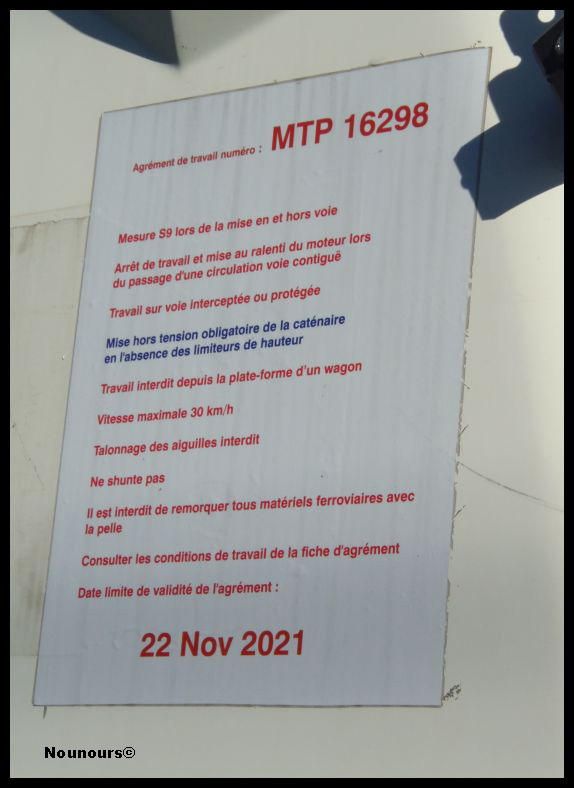 Agrément de travail numéro : MTP 16298
Mesure S9 lors de la mise en et hors voie
Arrêt de travail et mise au ralenti du moteur lors
du passage d'une circulation voie contiguë
Travail sur voie interceptée ou protégée
Mise hors tension obligatoire de la caténaire
en l'absence des limiteurs de hauteur
Travail interdit depuis la plate-forme d'un wagon
Vitesse maximale 30 km/h
Talonnage des aiguilles interdit
Ne shunte pas
Il est interdit de remorquer tous matériels ferroviaires avec
la pelle
Consulter les conditions de travail de la fiche d'agrément
Date limite de validité de l'agrément :
22 Nov 2021
Nounours©